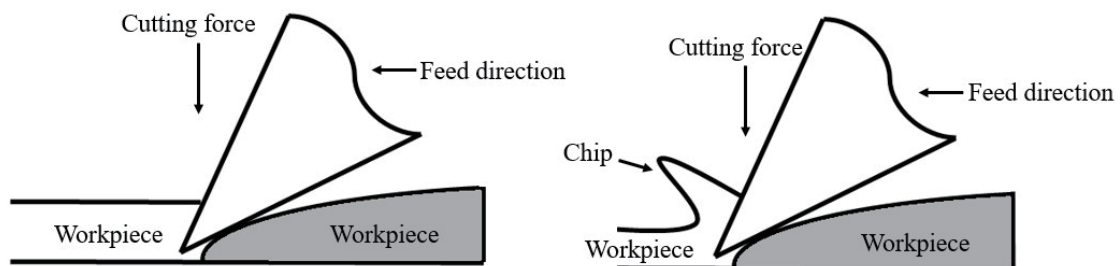 Cutting force
Feed direction
Workpiece
Workpiece
Cutting force
Feed direction
Chip
Workpiece
Workpiece